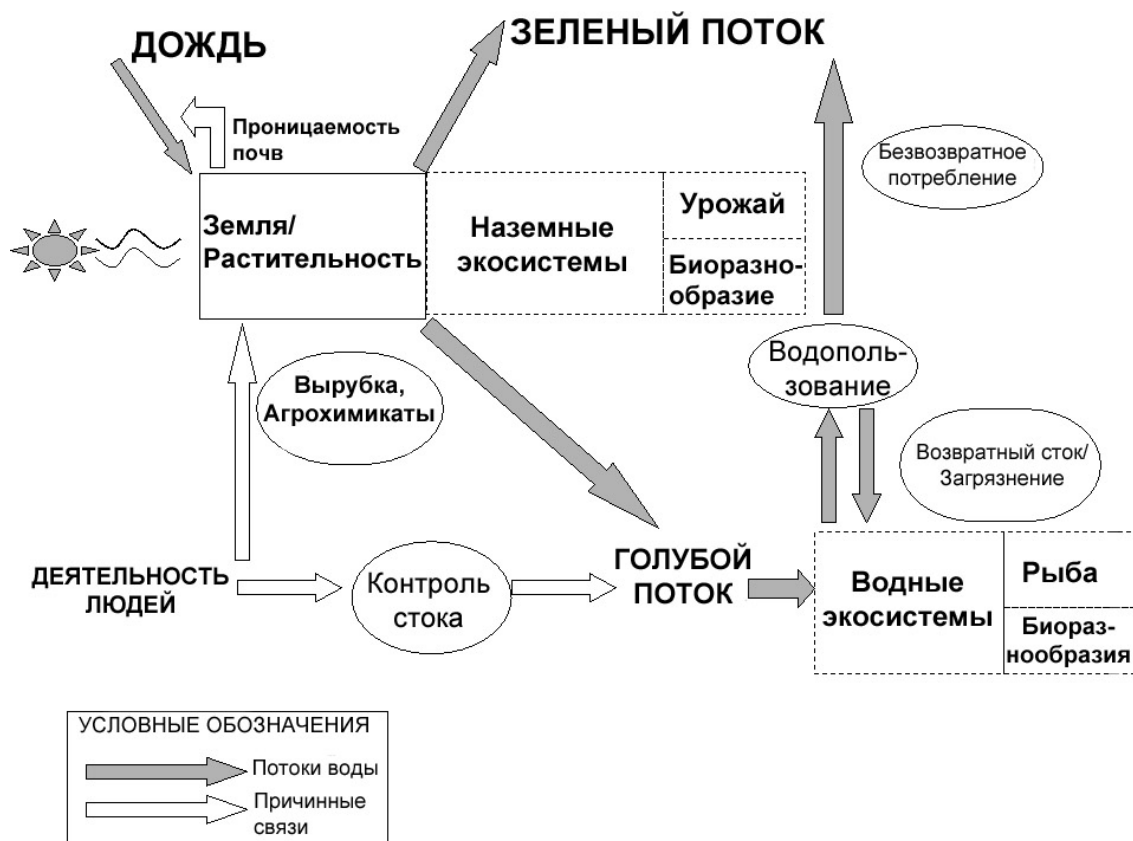 ДОЖДЬ
ЗЕЛЕНЫЙ ПОТОК
Проницаемость
почв
Безвозвратное
потребление
Земля/
Растительность
Наземные
экосистемы
Урожай
Биоразно-
образие
Водополь-
зование
Вырубка,
Агрохимикаты
Возвратный сток/
Загрязнение
ДЕЯТЕЛЬНОСТЬ
ЛЮДЕЙ
Контроль
стока
ГОЛУБОЙ
ПОТОК
Водные
экосистемы
Рыба
Биораз-
нообразия
УСЛОВНЫЕ ОБОЗНАЧЕНИЯ
Потоки воды
Причинные
связи